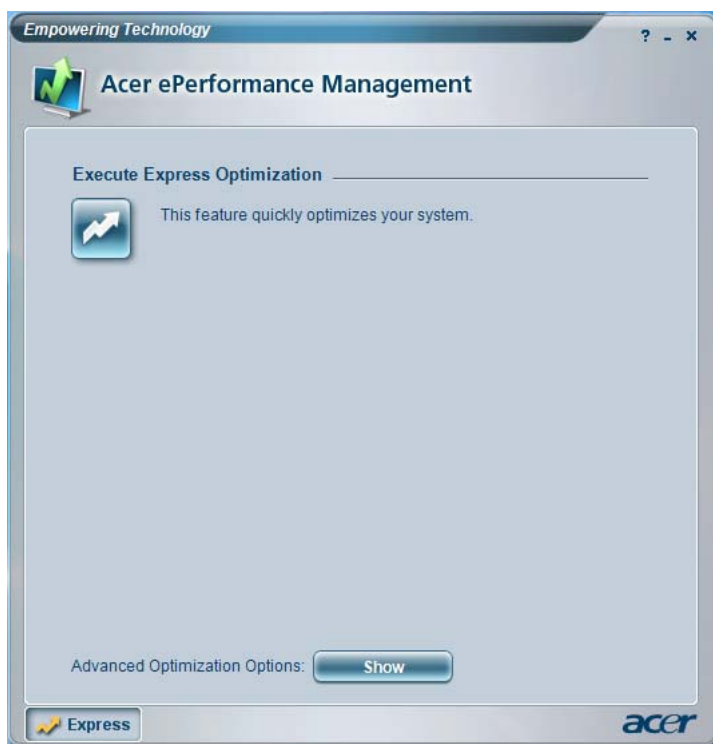 Empowering Technology
? - ×
Acer ePerformance Management
Execute Express Optimization
This feature quickly optimizes your system.
Advanced Optimization Options: Show
Express
acer